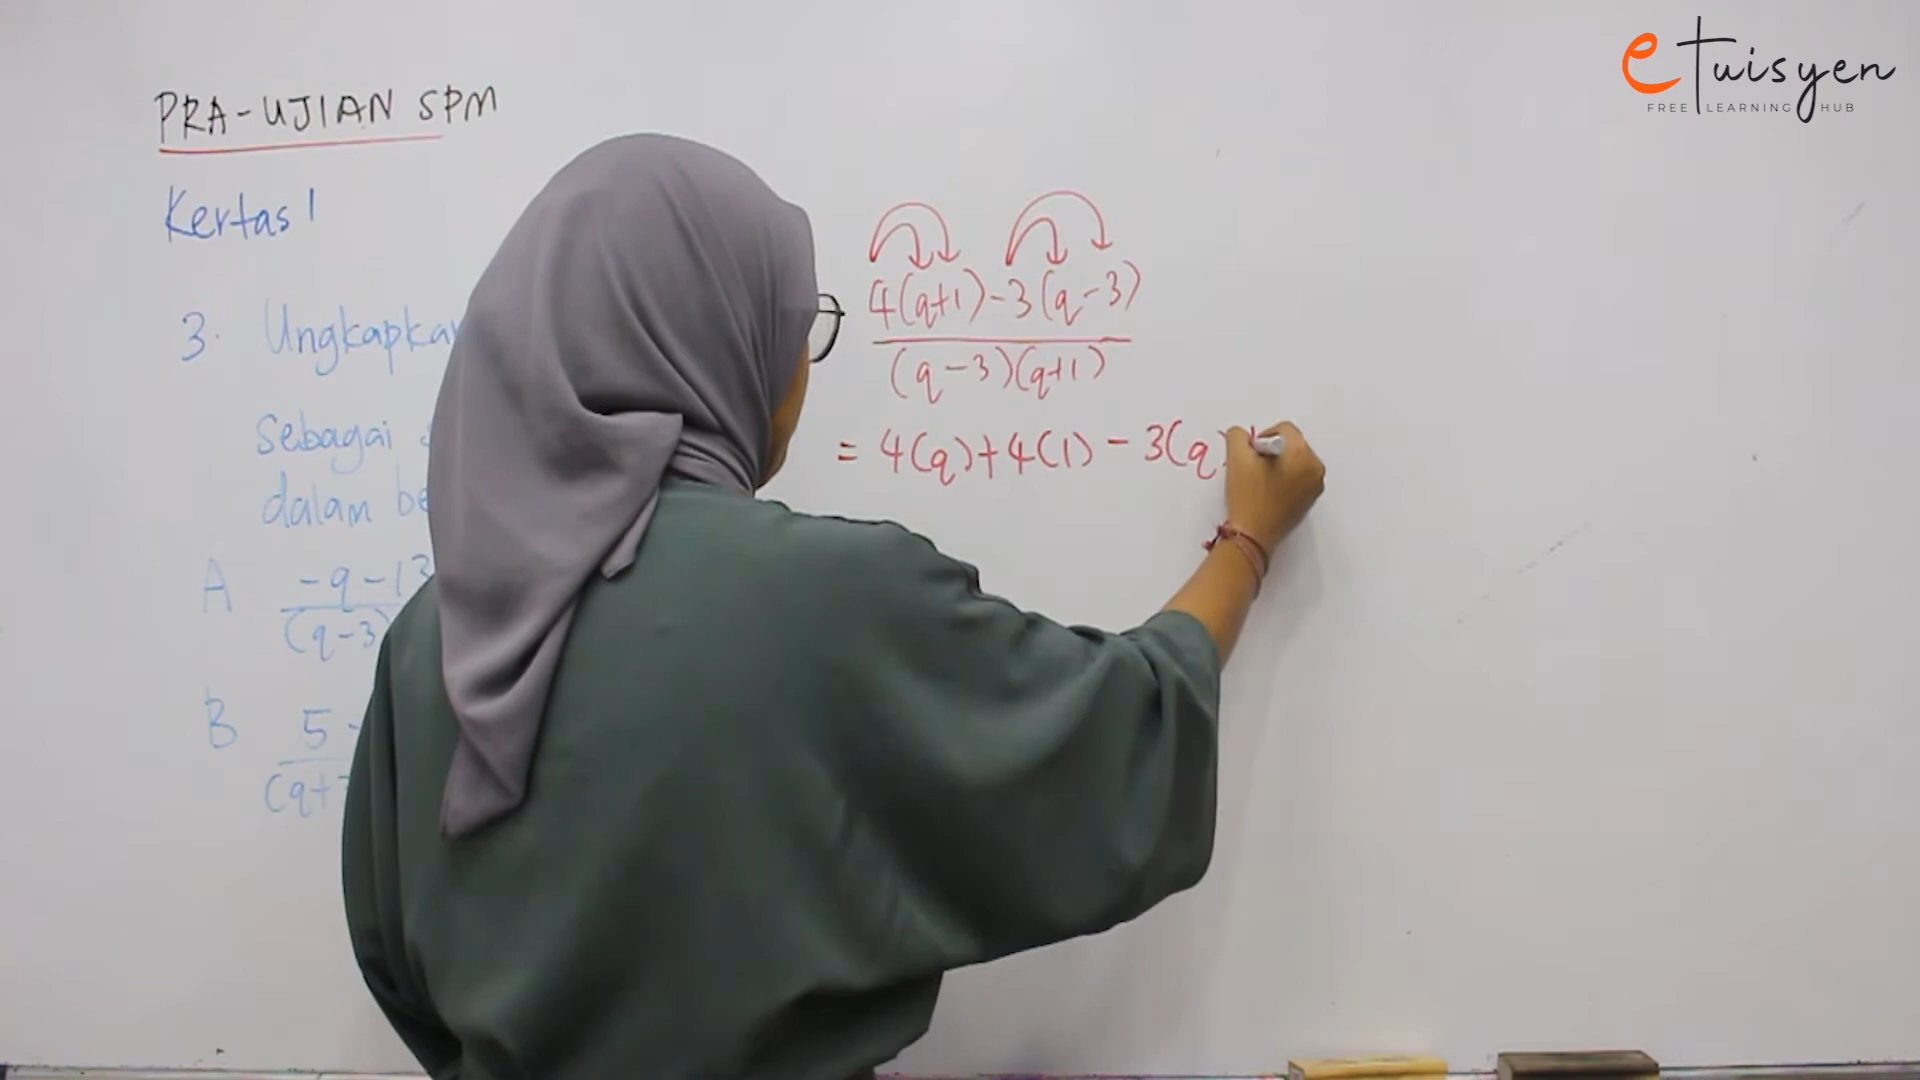 eTuisyen
FREE LEARNING HUB
PRA-UJIAN SPM
Kertas 1
3. Ungkapkan
Sebagai
dalam
A -q-13
(q-3)
B 5
(q+
4(q+1)-3(q-3)
(q-3)(q+1)
= 4(q)+4(1)-3(q)